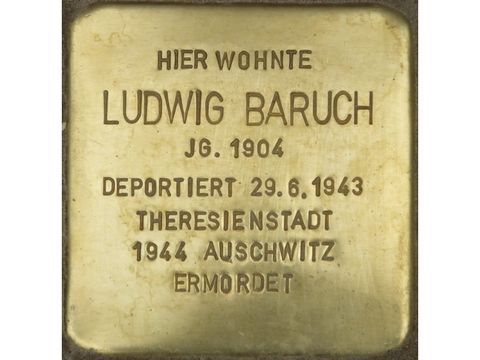 HIER WOHNTE
LUDWIG BARUCH
JG. 1904
DEPORTIERT 29.6.1943
THERESIENSTADT
1944 AUSCHWITZ
ERMORDET